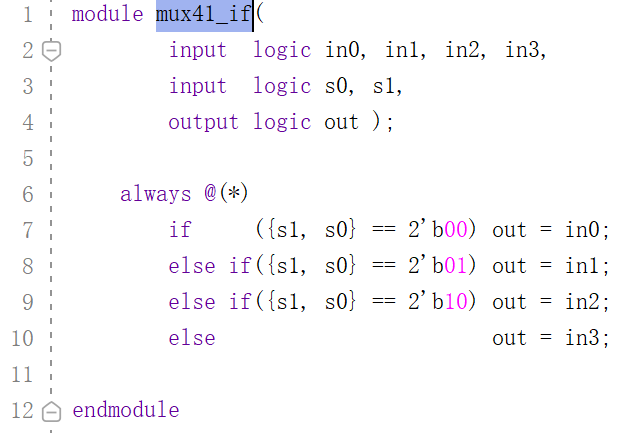 1 module mux41_if(
2 input logic in0, in1, in2, in3,
3 input logic s0, s1,
4 output logic out );
5
6 always @(*)
7 if ({s1, s0} == 2'b00) out = in0;
8 else if({s1, s0} == 2'b01) out = in1;
9 else if({s1, s0} == 2'b10) out = in2;
10 else out = in3;
11
12 endmodule